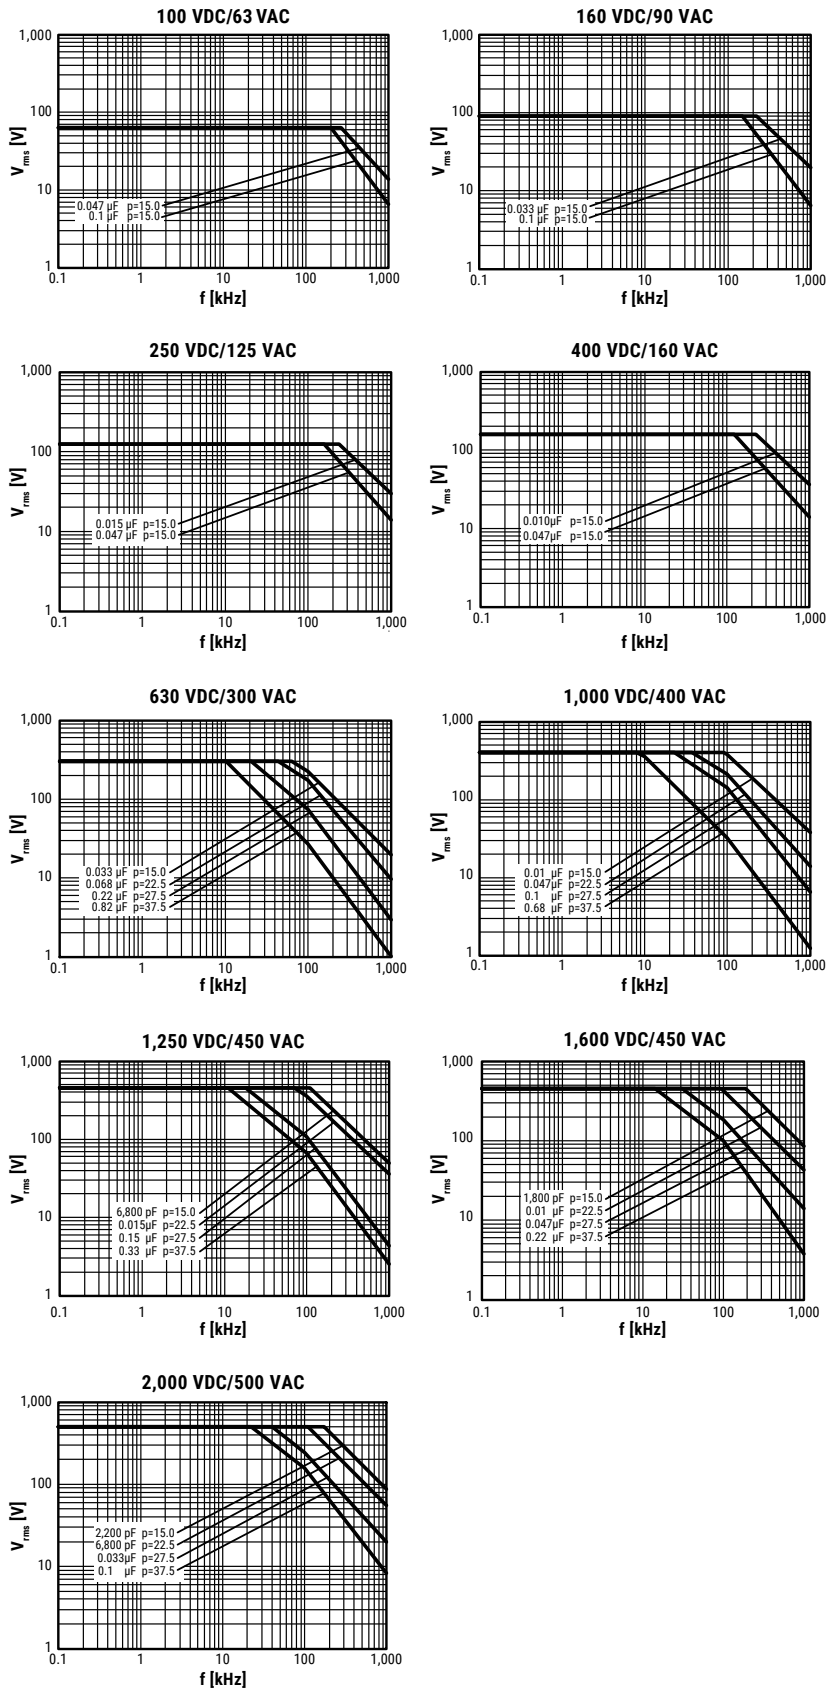 100 VDC/63 VAC
1,000
100
10
1
Vrms [V]
0.047 µF p=15.0
0.1 µF p=15.0
0.1 1 10 100 1,000
f [kHz]
160 VDC/90 VAC
1,000
100
10
1
Vrms [V]
0.033 µF p=15.0
0.1 µF p=15.0
0.1 1 10 100 1,000
f [kHz]
250 VDC/125 VAC
1,000
100
10
1
Vrms [V]
0.015 µF p=15.0
0.047 µF p=15.0
0.1 1 10 100 1,000
f [kHz]
400 VDC/160 VAC
1,000
100
10
1
Vrms [V]
0.010µF p=15.0
0.047µF p=15.0
0.1 1 10 100 1,000
f [kHz]
630 VDC/300 VAC
1,000
100
10
1
Vrms [V]
0.033 µF p=15.0
0.068 µF p=22.5
0.22 µF p=27.5
0.82 µF p=37.5
0.1 1 10 100 1,000
f [kHz]
1,000 VDC/400 VAC
1,000
100
10
1
Vrms [V]
0.01 µF p=15.0
0.047µF p=22.5
0.1 µF p=27.5
0.68 µF p=37.5
0.1 1 10 100 1,000
f [kHz]
1,250 VDC/450 VAC
1,000
100
10
1
Vrms [V]
6,800 pF p=15.0
0.015µF p=22.5
0.15 µF p=27.5
0.33 µF p=37.5
0.1 1 10 100 1,000
f [kHz]
1,600 VDC/450 VAC
1,000
100
10
1
Vrms [V]
1,800 pF p=15.0
0.01 µF p=22.5
0.047µF p=27.5
0.22 µF p=37.5
0.1 1 10 100 1,000
f [kHz]
2,000 VDC/500 VAC
1,000
100
10
1
Vrms [V]
2,200 pF p=15.0
6,800 pF p=22.5
0.033µF p=27.5
0.1 µF p=37.5
0.1 1 10 100 1,000
f [kHz]